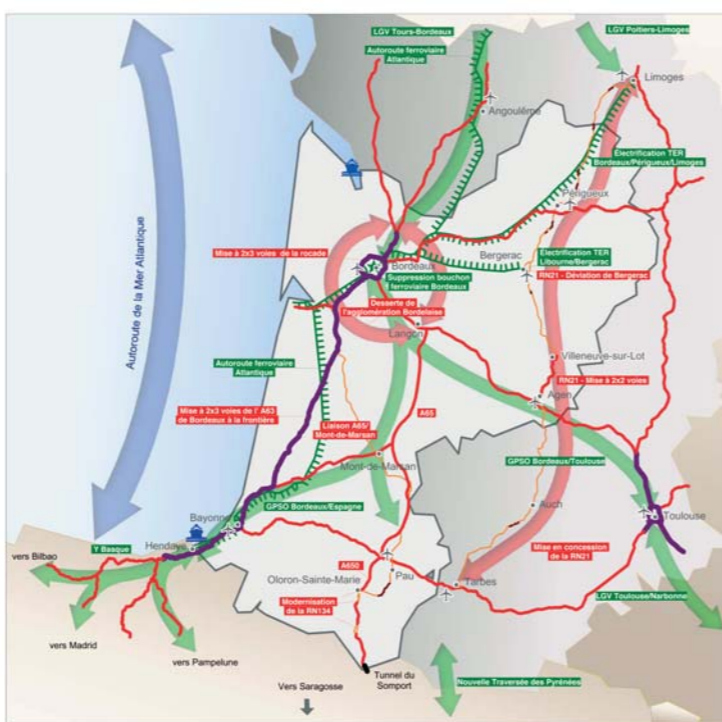 LGV Tours-Bordeaux
LGV Poitiers-Limoges
Autoroute ferroviaire
Atlantique
Limoges
Angoulême
Électrification TER
Bordeaux/Périgueux/Limoges
Périgueux
Mise à 2x3 voies de la rocade
Bergerac
Électrification TER
Libourne/Bergerac
Bordeaux
Suppression bouchon
ferroviaire Bordeaux
RN21 - Déviation de Bergerac
Desserte de
l'agglomération Bordelaise
Langon
Autoroute de la Mer Atlantique
Villeneuve-sur-Lot
Autoroute ferroviaire
Atlantique
RN21 - Mise à 2x2 voies
Agen
Mise à 2x3 voies de l' A63
de Bordeaux à la frontière
A65
Liaison A65/
Mont-de-Marsan
Mont-de-Marsan
GPSO Bordeaux/Toulouse
GPSO Bordeaux/Espagne
Auch
Toulouse
Bayonne
Y Basque
Hendaye
vers Bilbao
Mise en concession
de la RN21
A650
Pau
Oloron-Sainte-Marie
Tarbes
LGV Toulouse/Narbonne
Modernisation
de la RN134
vers Madrid
vers Pampelune
Tunnel du
Somport
Vers Saragosse
Nouvelle Traversée des Pyrénées